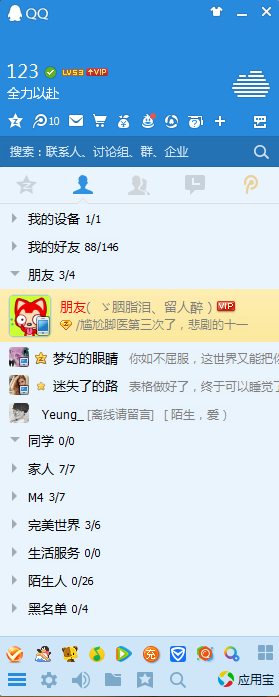 QQ
123 LV53 VIP
全力以赴
10
搜索：联系人、讨论组、群、企业
我的设备 1/1
我的好友 88/146
朋友 3/4
朋友(ゞ胭脂泪、留人醉) VIP
/尴尬脚医第三次了，悲剧的十一
梦幻的眼睛 你如不屈服，这世界又能把你
迷失了的路 表格做好了，终于可以睡觉了
Yeung_ [离线请留言] [陌生，爱）
同学 0/0
家人 7/7
M4 3/7
完美世界 3/6
生活服务 0/0
陌生人 0/26
黑名单 0/4
应用宝